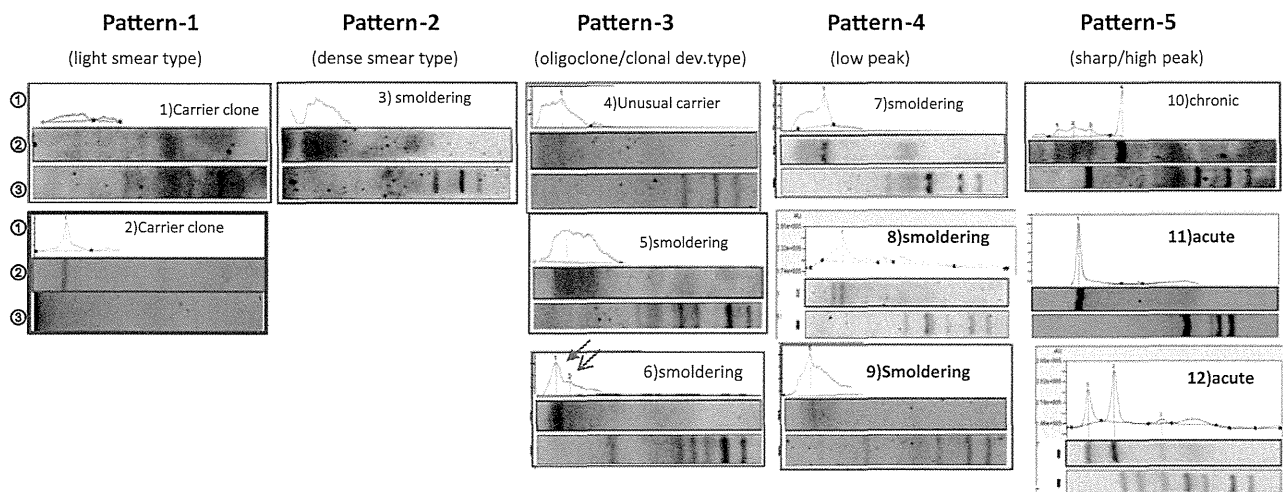 Pattern-1 Pattern-2 Pattern-3 Pattern-4 Pattern-5
(light smear type) (dense smear type) (oligoclone/clonal dev.type) (low peak) (sharp/high peak)
① 1)Carrier clone 3) smoldering 4)Unusual carrier 7)smoldering 10)chronic
②
③
① 2)Carrier clone 5)smoldering 8)smoldering 11)acute
②
③
6)smoldering 9)Smoldering 12)acute